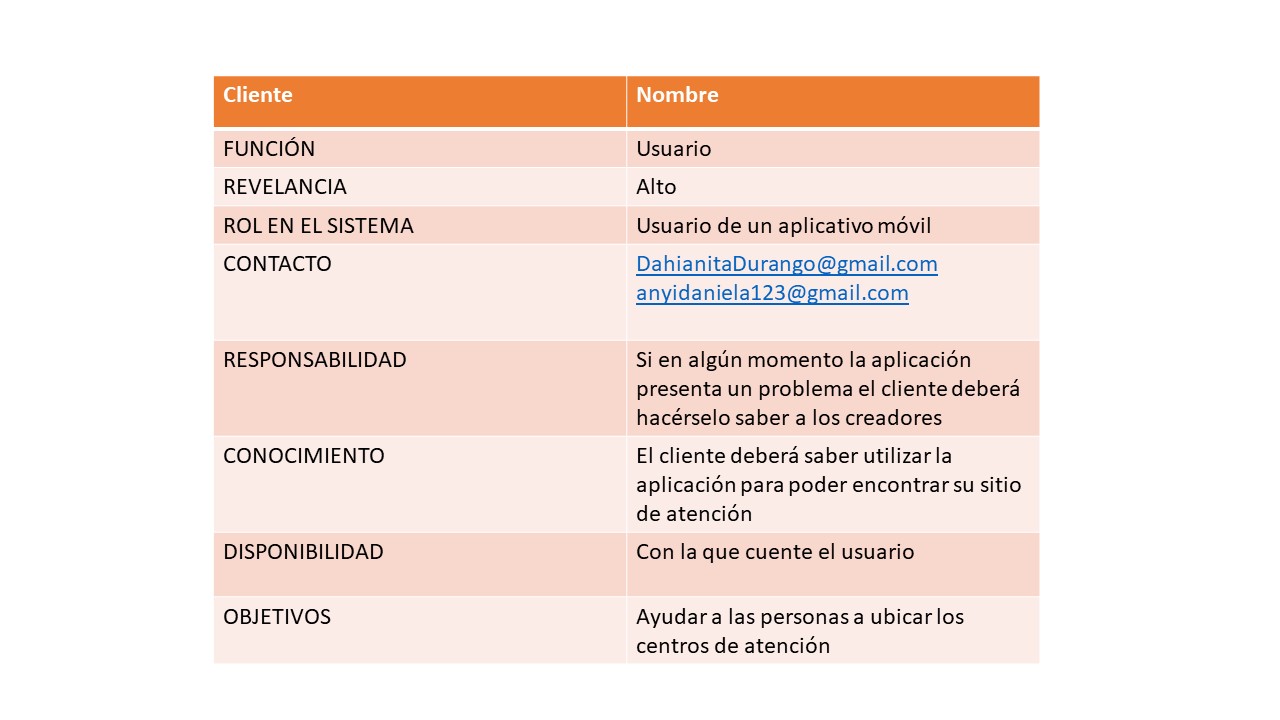 Cliente Nombre
FUNCIÓN Usuario
REVELANCIA Alto
ROL EN EL SISTEMA Usuario de un aplicativo móvil
CONTACTO DahianitaDurango@gmail.com
anyidaniela123@gmail.com
RESPONSABILIDAD Si en algún momento la aplicación
presenta un problema el cliente deberá
hacérselo saber a los creadores
CONOCIMIENTO El cliente deberá saber utilizar la
aplicación para poder encontrar su sitio
de atención
DISPONIBILIDAD Con la que cuente el usuario
OBJETIVOS Ayudar a las personas a ubicar los
centros de atención